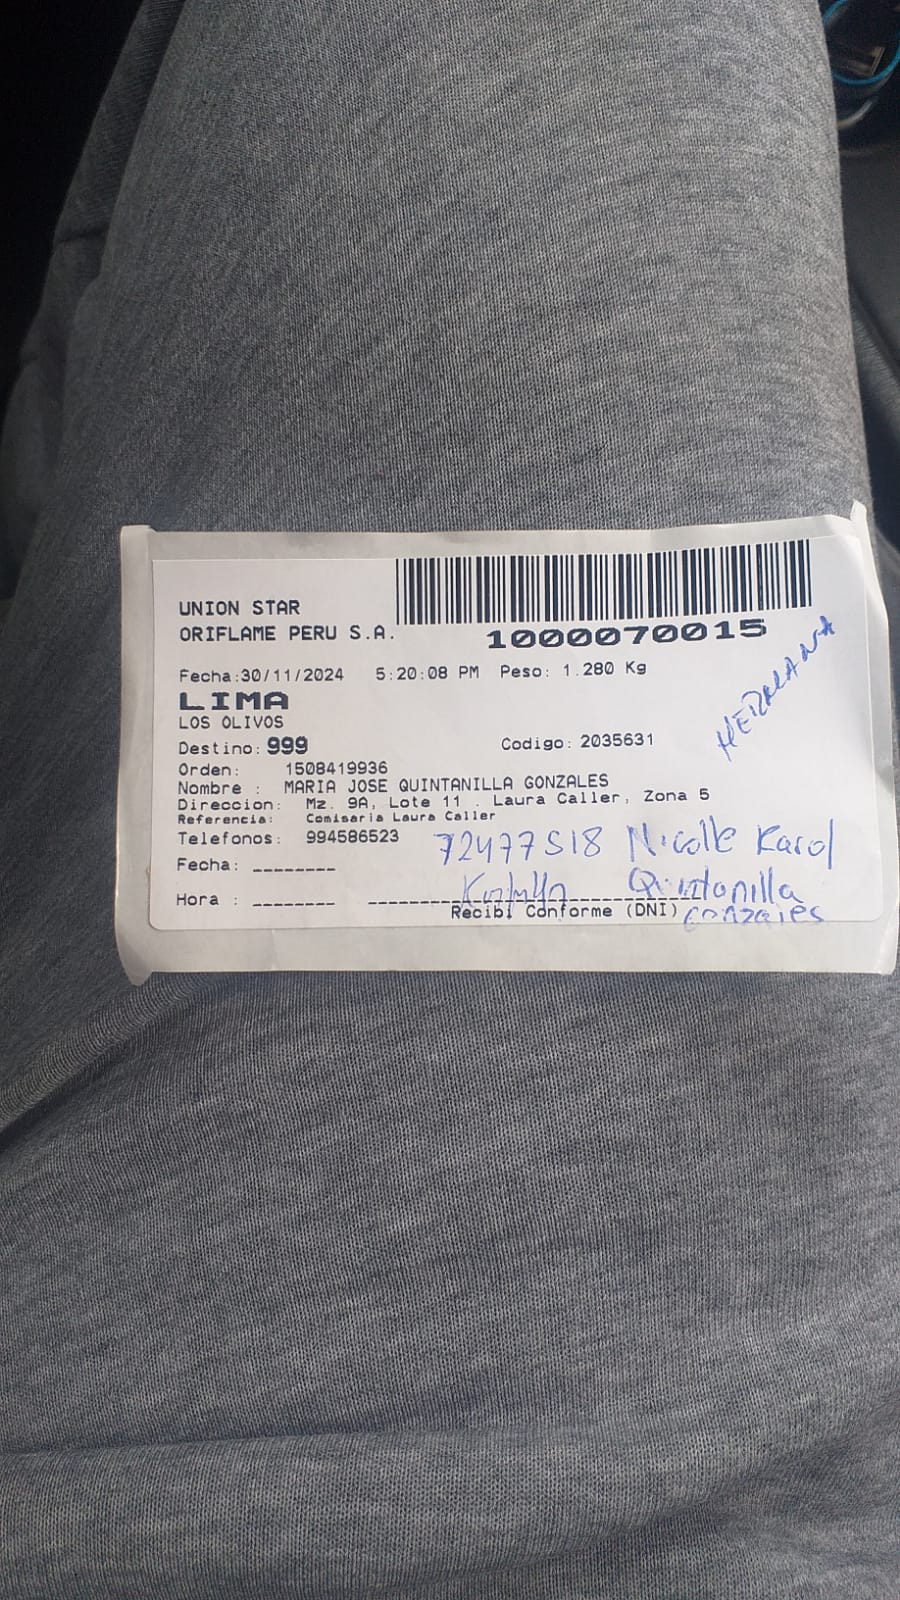 UNION STAR
ORIFLAME PERU S.A.
1000070015
Fecha:30/11/2024 5:20:08 PM Peso: 1.280 Kg
LIMA
LOS OLIVOS
Destino: 999 Codigo: 2035631
HERMANA
Orden: 1508419936
Nombre : MARIA JOSE QUINTANILLA GONZALES
Direccion: Mz. 9A, Lote 11 . Laura Caller, Zona 5
Referencia: Comisaria Laura Caller
Telefonos: 994586523
72477518 Nicolle Karol
Fecha: ________
Quintanilla
Hora : ________
Recibi Conforme (DNI) Gonzales